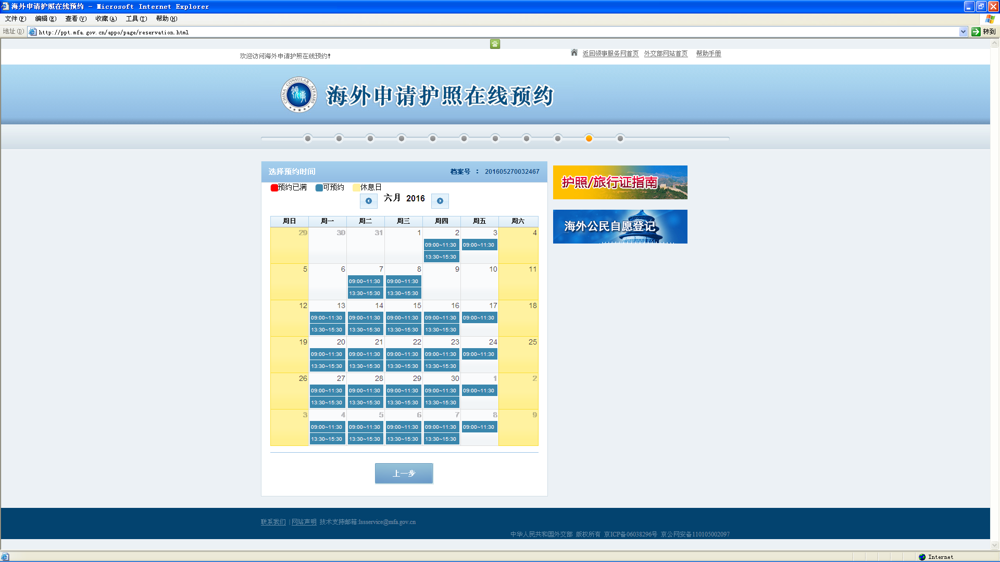 海外申请护照在线预约 - Microsoft Internet Explorer
文件(F) 编辑(E) 查看(V) 收藏(A) 工具(T) 帮助(H)
地址(D) http://ppt.mfa.gov.cn/appo/page/reservation.html 转到
欢迎访问海外申请护照在线预约! 返回领事服务网首页 外交部网站首页 帮助手册
CHINA CONSULAR AFFAIRS 领事 海外申请护照在线预约
选择预约时间 档案号 : 201605270032467
预约已满 可预约 休息日
六月 2016
周日 周一 周二 周三 周四 周五 周六
29 30 31 1 2 3 4
09:00~11:30 09:00~11:30
13:30~15:30
5 6 7 8 9 10 11
09:00~11:30 09:00~11:30
13:30~15:30 13:30~15:30
12 13 14 15 16 17 18
09:00~11:30 09:00~11:30 09:00~11:30 09:00~11:30 09:00~11:30
13:30~15:30 13:30~15:30 13:30~15:30 13:30~15:30
19 20 21 22 23 24 25
09:00~11:30 09:00~11:30 09:00~11:30 09:00~11:30 09:00~11:30
13:30~15:30 13:30~15:30 13:30~15:30 13:30~15:30
26 27 28 29 30 1 2
09:00~11:30 09:00~11:30 09:00~11:30 09:00~11:30 09:00~11:30
13:30~15:30 13:30~15:30 13:30~15:30 13:30~15:30
3 4 5 6 7 8 9
09:00~11:30 09:00~11:30 09:00~11:30 09:00~11:30 09:00~11:30
13:30~15:30 13:30~15:30 13:30~15:30 13:30~15:30
上一步
护照/旅行证指南
海外公民自愿登记
联系我们 | 网站声明 技术支持邮箱:lssservice@mfa.gov.cn
中华人民共和国外交部 版权所有 京ICP备06038296号 京公网安备110105002097
Internet